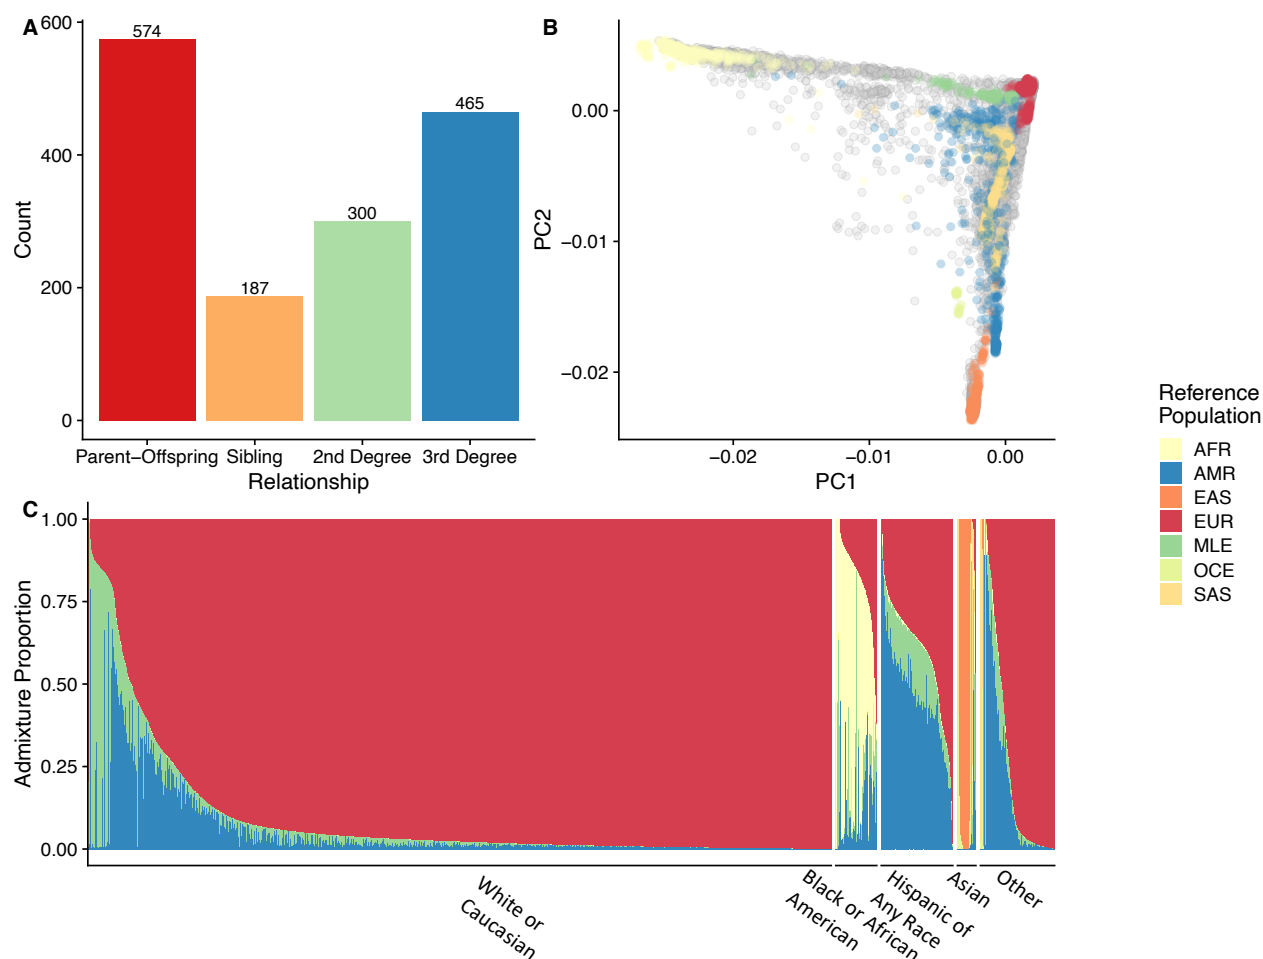 A
600
400
200
0
Count
574
187
300
465
Parent–Offspring
Sibling
2nd Degree
3rd Degree
Relationship
B
0.00
−0.01
−0.02
PC2
−0.02
−0.01
0.00
PC1
Reference
Population
AFR
AMR
EAS
EUR
MLE
OCE
SAS
C
1.00
0.75
0.50
0.25
0.00
Admixture Proportion
White or
Caucasian
Black or African
American
Hispanic of
Any Race
Asian
Other